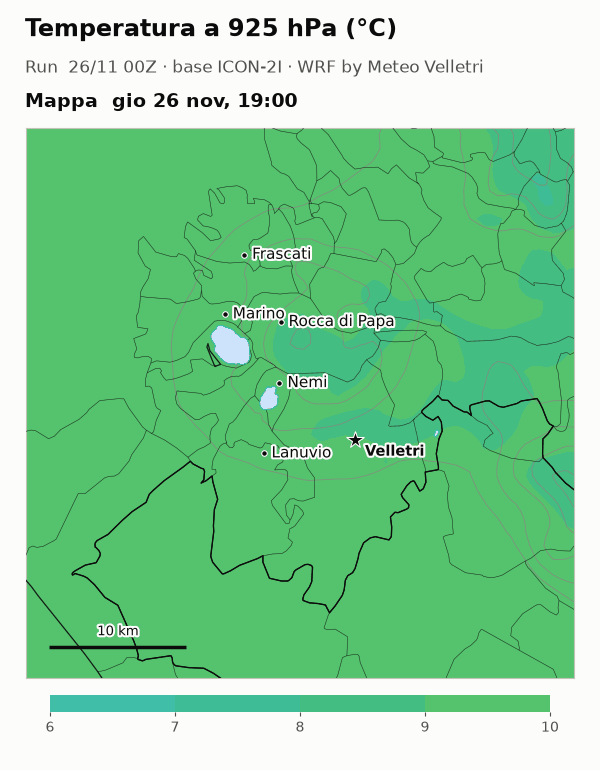 Temperatura a 925 hPa (°C)
Run  26/11 00Z · base ICON-2I · WRF by Meteo Velletri
Mappa  gio 26 nov, 19:00
Frascati
Marino
Rocca di Papa
Nemi
Velletri
Lanuvio
10 km
6 7 8 9 10